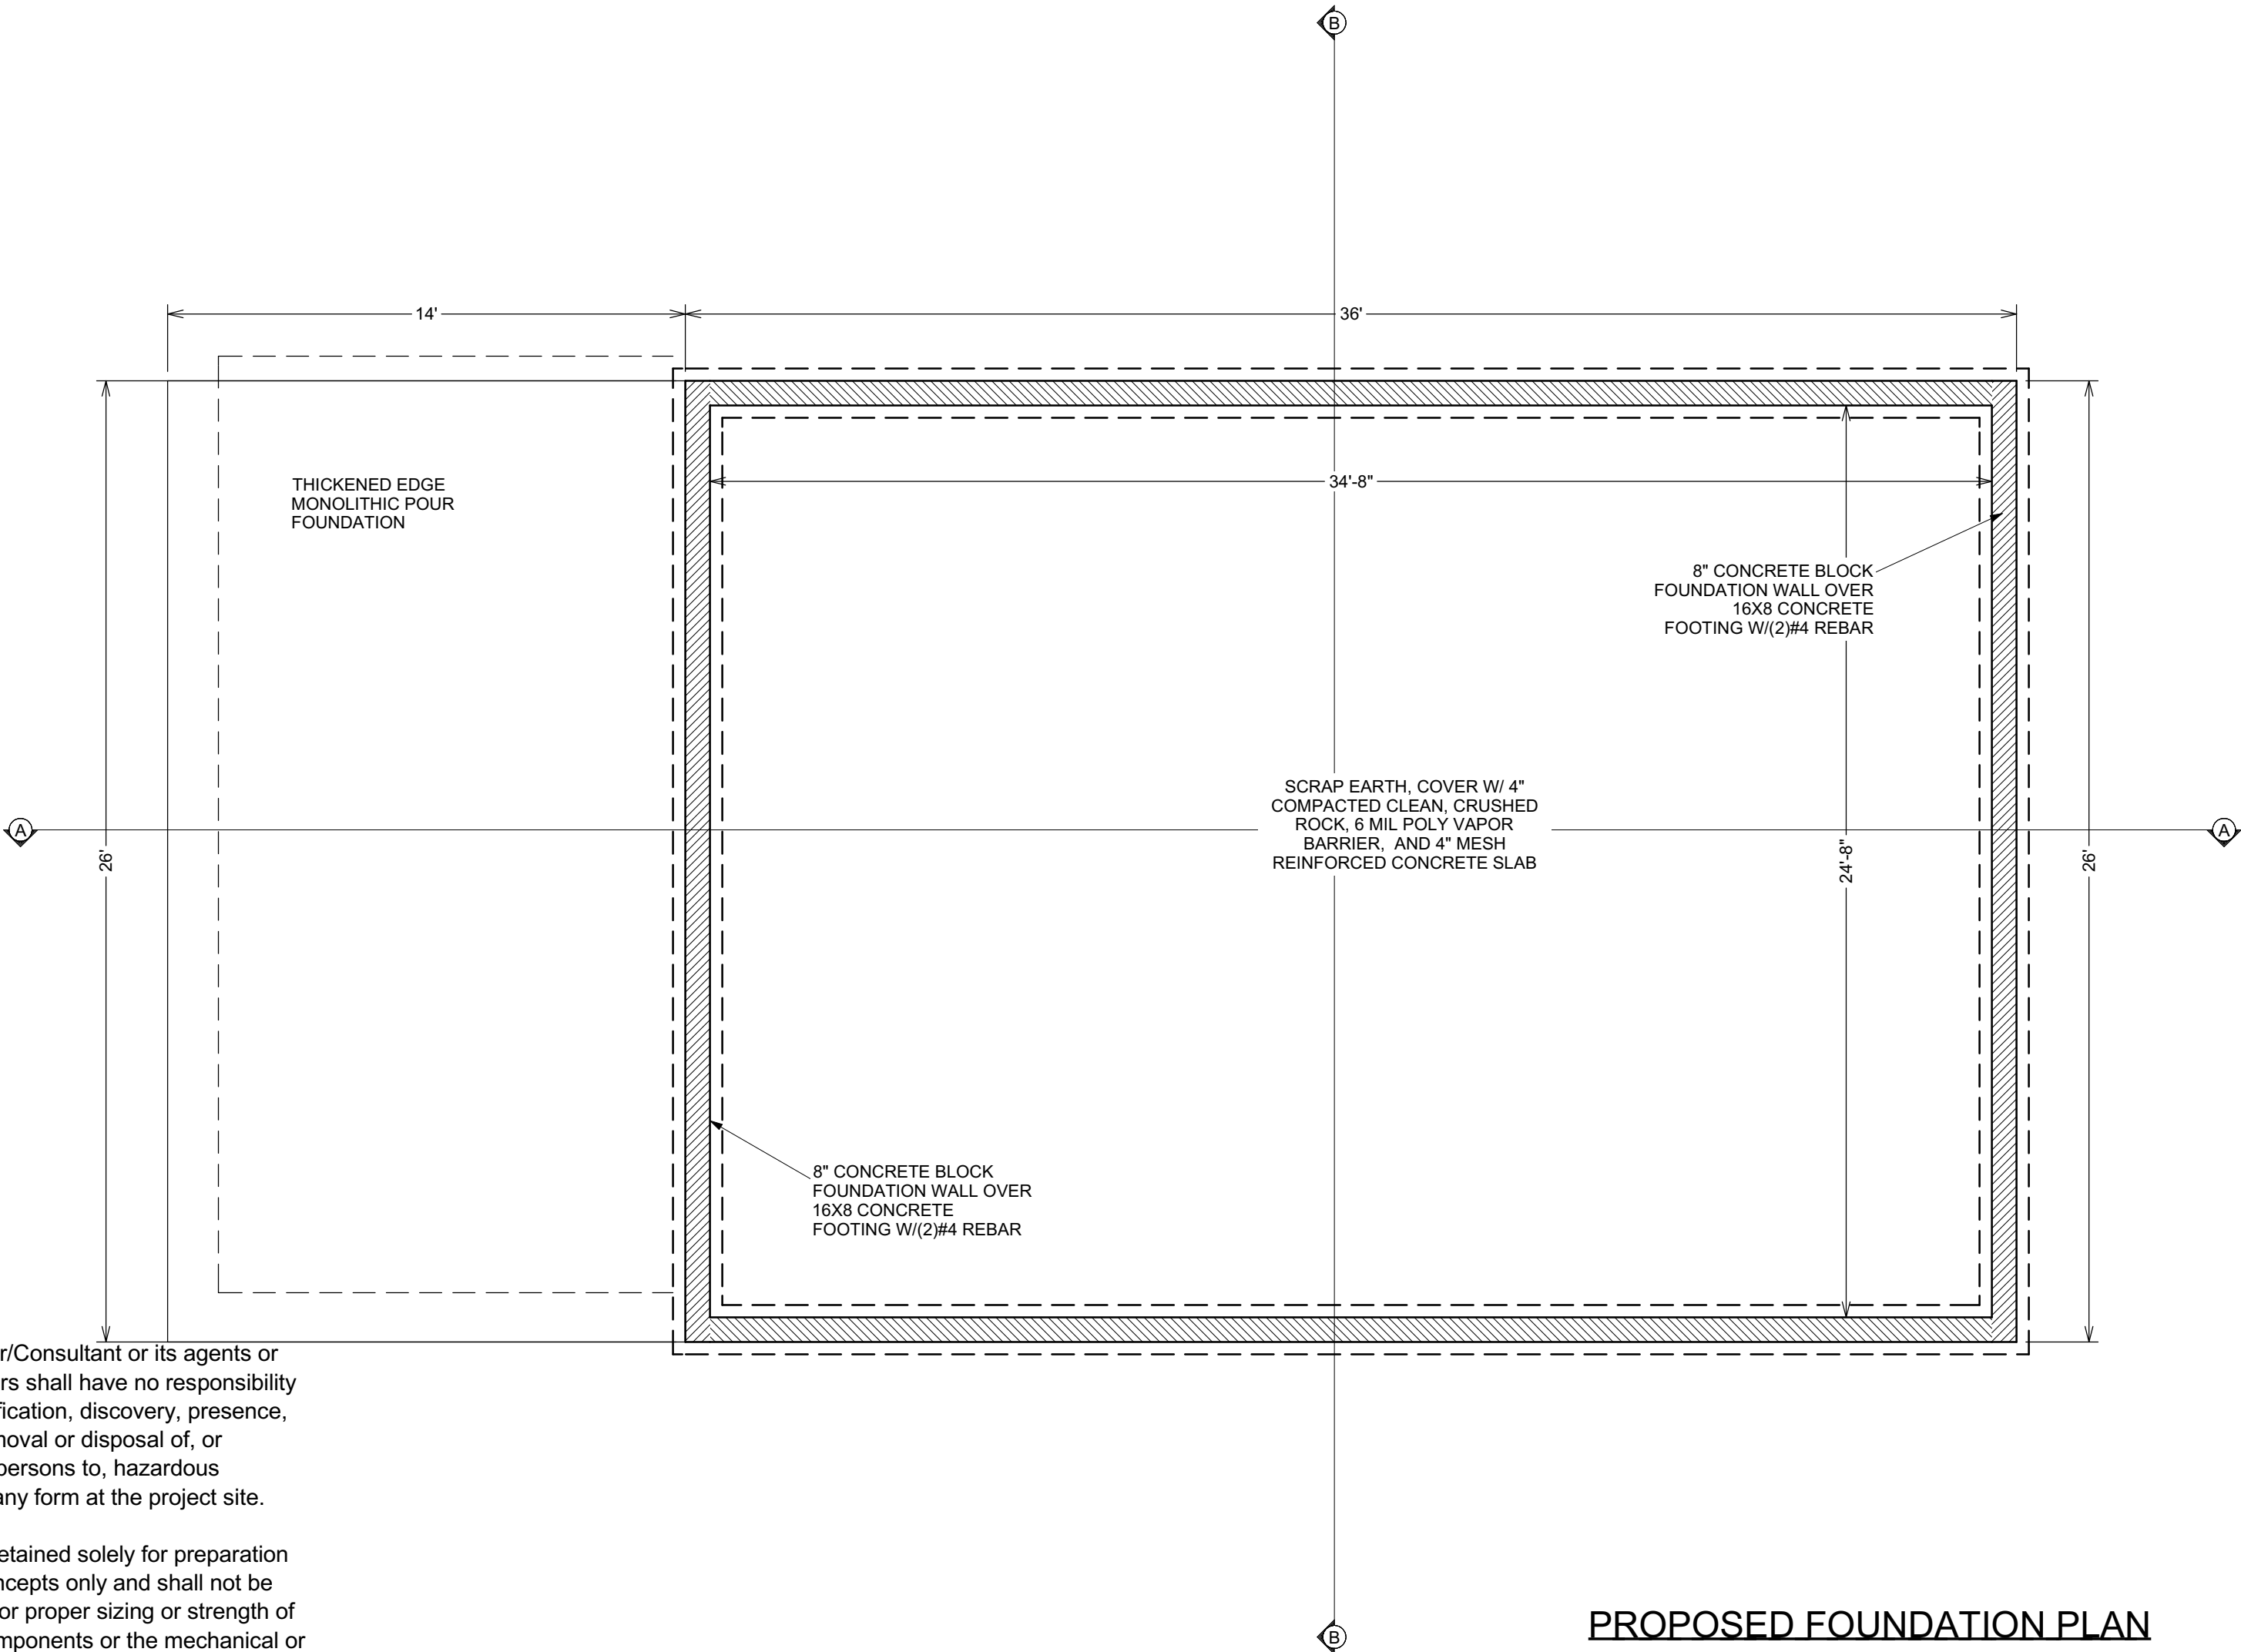 B
14'
36'
THICKENED EDGE
MONOLITHIC POUR
FOUNDATION
34'-8"
8" CONCRETE BLOCK
FOUNDATION WALL OVER
16X8 CONCRETE
FOOTING W/(2)#4 REBAR
SCRAP EARTH, COVER W/ 4"
COMPACTED CLEAN, CRUSHED
ROCK, 6 MIL POLY VAPOR
BARRIER, AND 4" MESH
REINFORCED CONCRETE SLAB
A
A
26'
24'-8"
26'
8" CONCRETE BLOCK
FOUNDATION WALL OVER
16X8 CONCRETE
FOOTING W/(2)#4 REBAR
r/Consultant or its agents or
rs shall have no responsibility
fication, discovery, presence,
noval or disposal of, or
persons to, hazardous
any form at the project site.
etained solely for preparation
ncepts only and shall not be
or proper sizing or strength of
mponents or the mechanical or
B
PROPOSED FOUNDATION PLAN